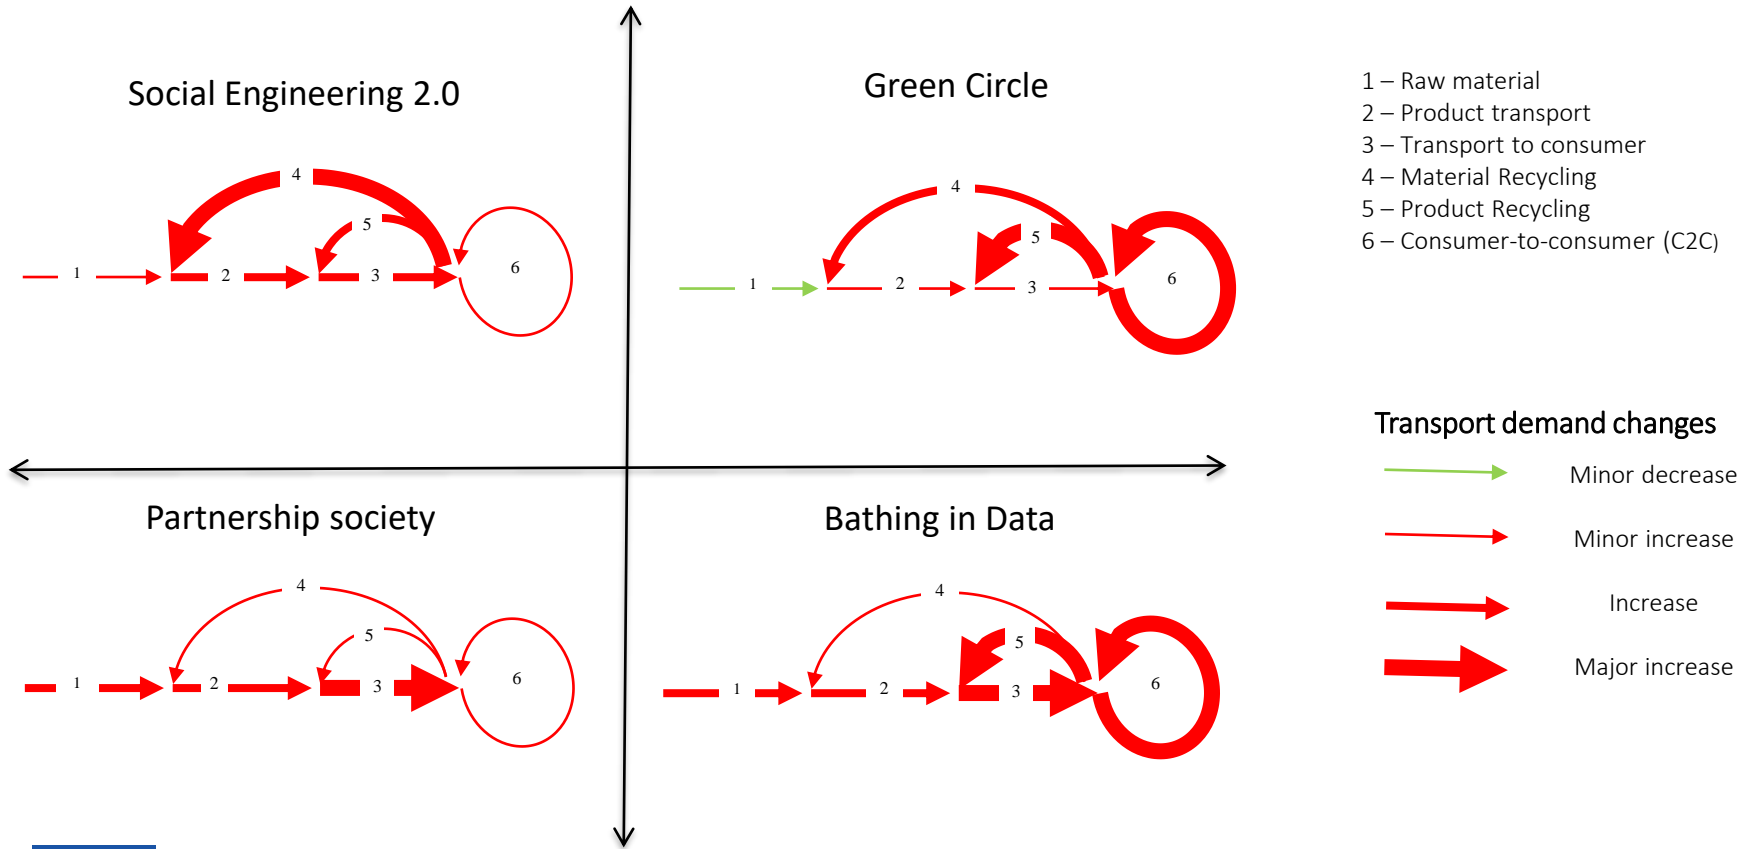 Social Engineering 2.0
4
5
1
2
3
6
Green Circle
4
5
1
2
3
6
1 – Raw material
2 – Product transport
3 – Transport to consumer
4 – Material Recycling
5 – Product Recycling
6 – Consumer-to-consumer (C2C)
Partnership society
4
5
1
2
3
6
Bathing in Data
4
5
1
2
3
6
Transport demand changes
Minor decrease
Minor increase
Increase
Major increase